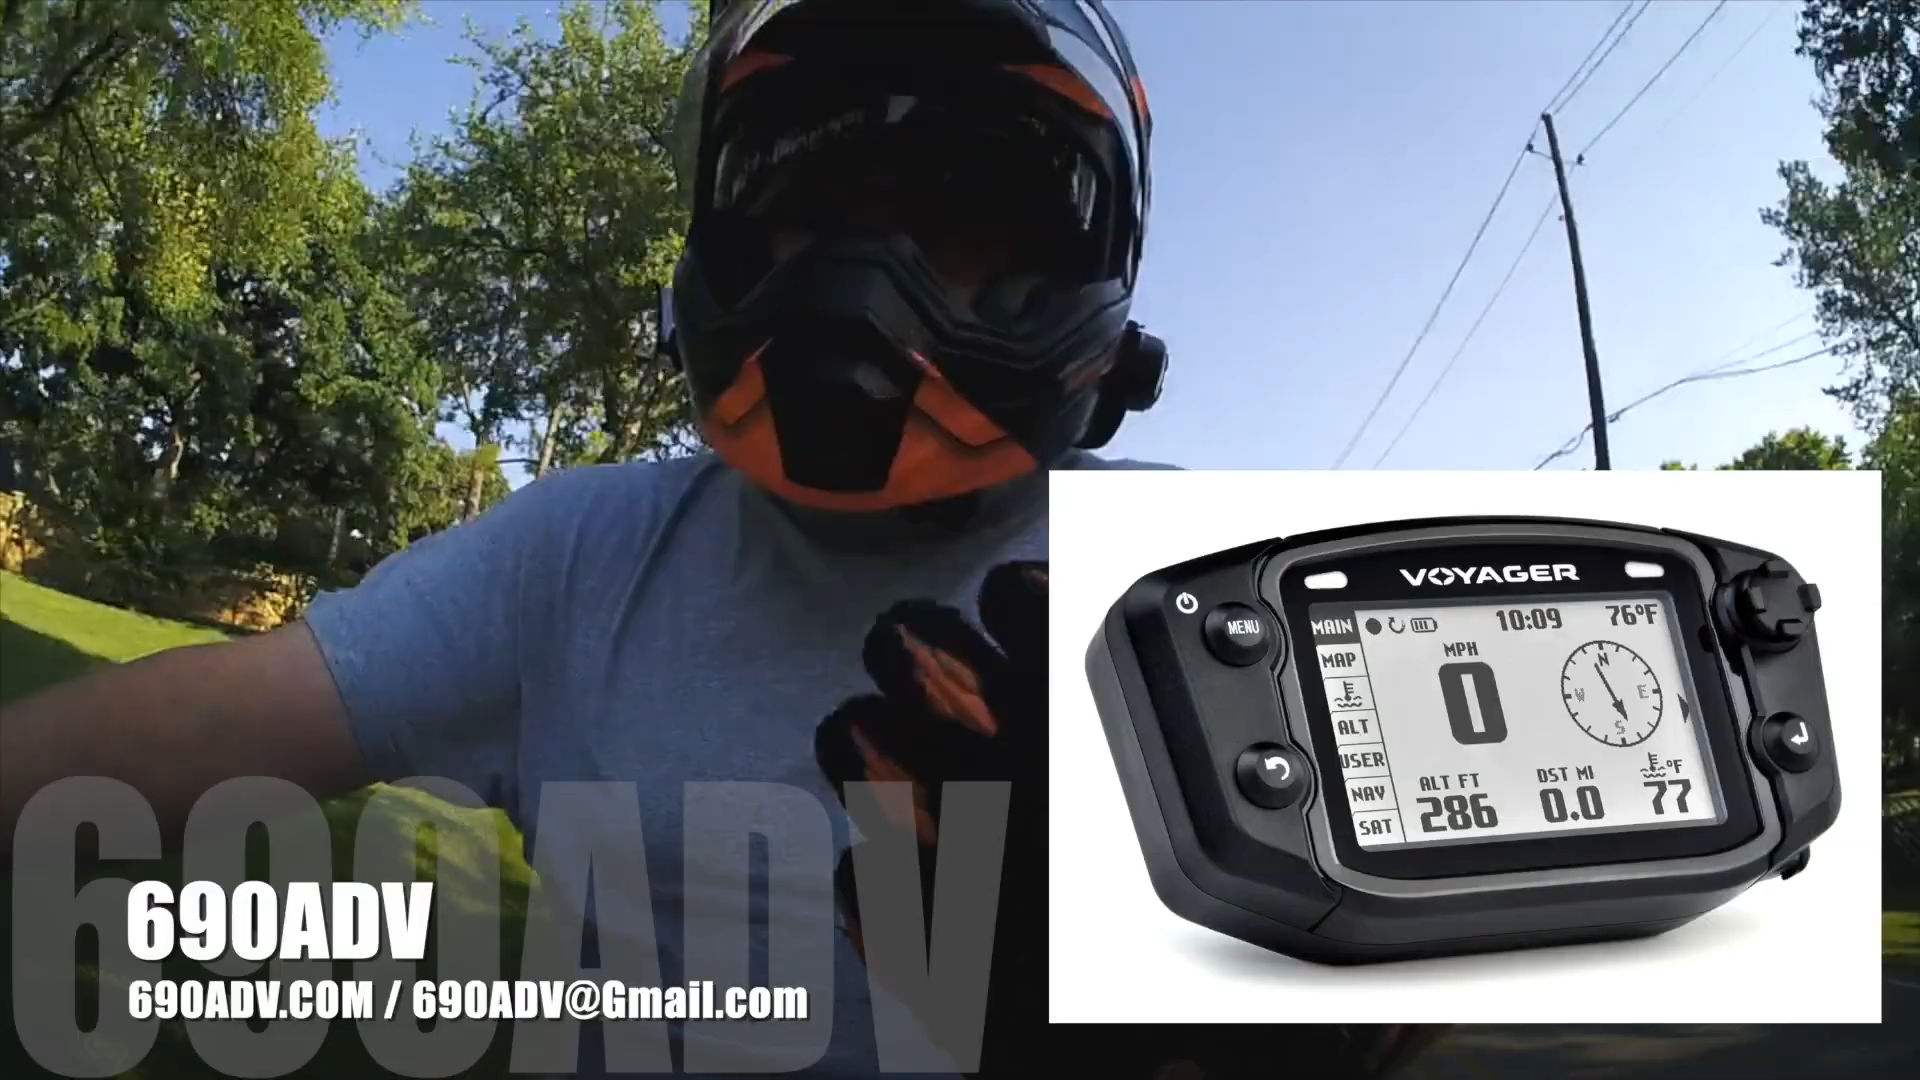 VOYAGER
MENU
MAIN
10:09
76°F
MAP
MPH
0
N
W
E
S
ALT
USER
NAV
SAT
ALT FT
286
DST MI
0.0
°F
77
690ADV
690ADV
690ADV.COM / 690ADV@Gmail.com